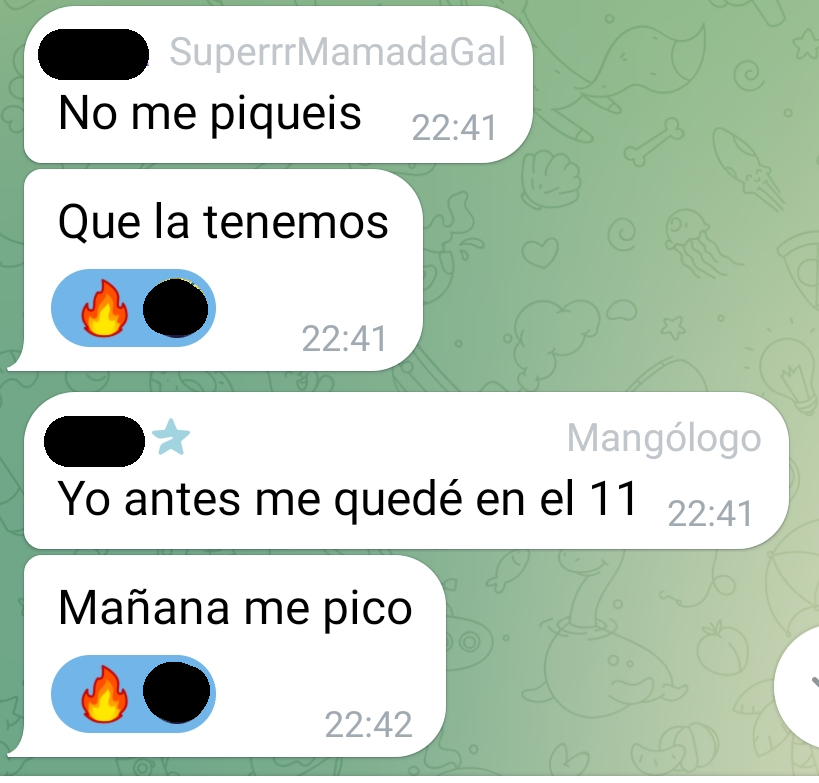 SuperrrMamadaGal
No me piqueis 22:41
Que la tenemos
🔥 22:41
Mangólogo
Yo antes me quedé en el 11 22:41
Mañana me pico
🔥 22:42